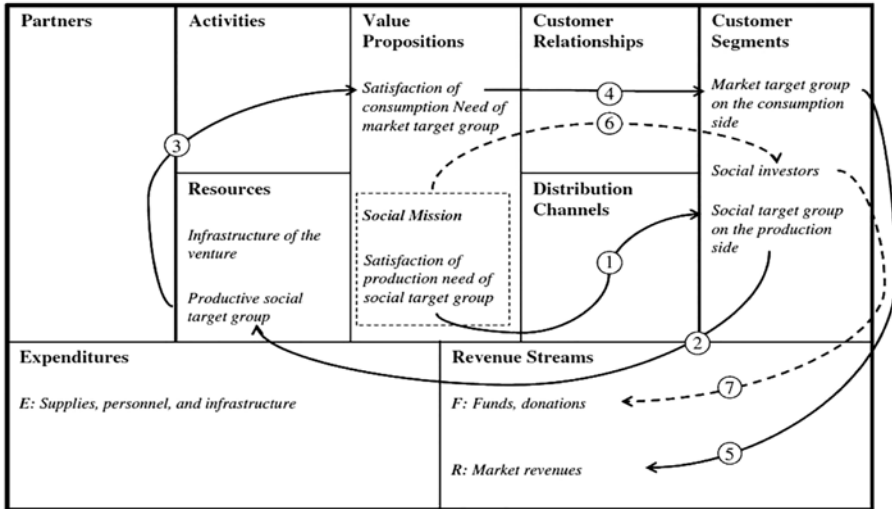 Partners
Activities
Value
Propositions
Customer
Relationships
Customer
Segments
Satisfaction of
consumption Need of
market target group
4
Market target group
on the consumption
side
6
3
Resources
Distribution
Channels
Social investors
Infrastructure of the
venture
Social Mission
Social target group
on the production
side
Satisfaction of
production need of
social target group
1
Productive social
target group
2
Expenditures
Revenue Streams
E: Supplies, personnel, and infrastructure
F: Funds, donations
7
R: Market revenues
5